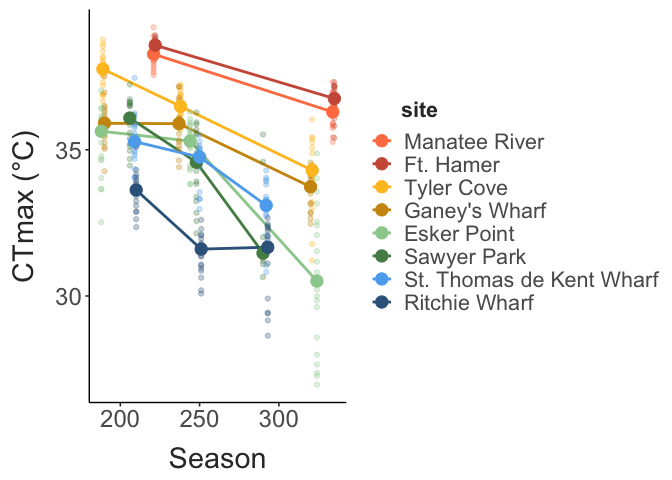 CTmax (°C)
35
30
200
250
300
Season
site
Manatee River
Ft. Hamer
Tyler Cove
Ganey's Wharf
Esker Point
Sawyer Park
St. Thomas de Kent Wharf
Ritchie Wharf